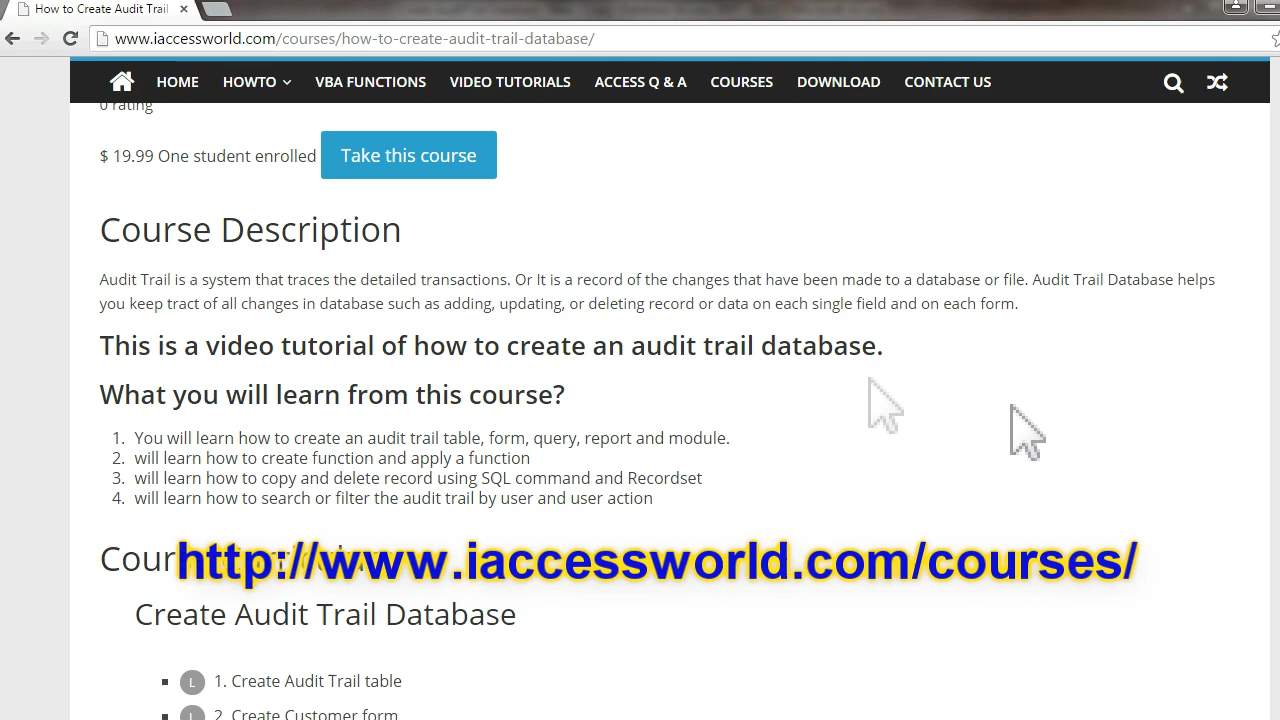 How to Create Audit Trail
www.iaccessworld.com/courses/how-to-create-audit-trail-database/
HOME HOWTO VBA FUNCTIONS VIDEO TUTORIALS ACCESS Q & A COURSES DOWNLOAD CONTACT US
0 rating
$ 19.99 One student enrolled Take this course
Course Description
Audit Trail is a system that traces the detailed transactions. Or It is a record of the changes that have been made to a database or file. Audit Trail Database helps
you keep tract of all changes in database such as adding, updating, or deleting record or data on each single field and on each form.
This is a video tutorial of how to create an audit trail database.
What you will learn from this course?
1. You will learn how to create an audit trail table, form, query, report and module.
2. will learn how to create function and apply a function
3. will learn how to copy and delete record using SQL command and Recordset
4. will learn how to search or filter the audit trail by user and user action
http://www.iaccessworld.com/courses/
Create Audit Trail Database
L 1. Create Audit Trail table
L 2. Create Customer form